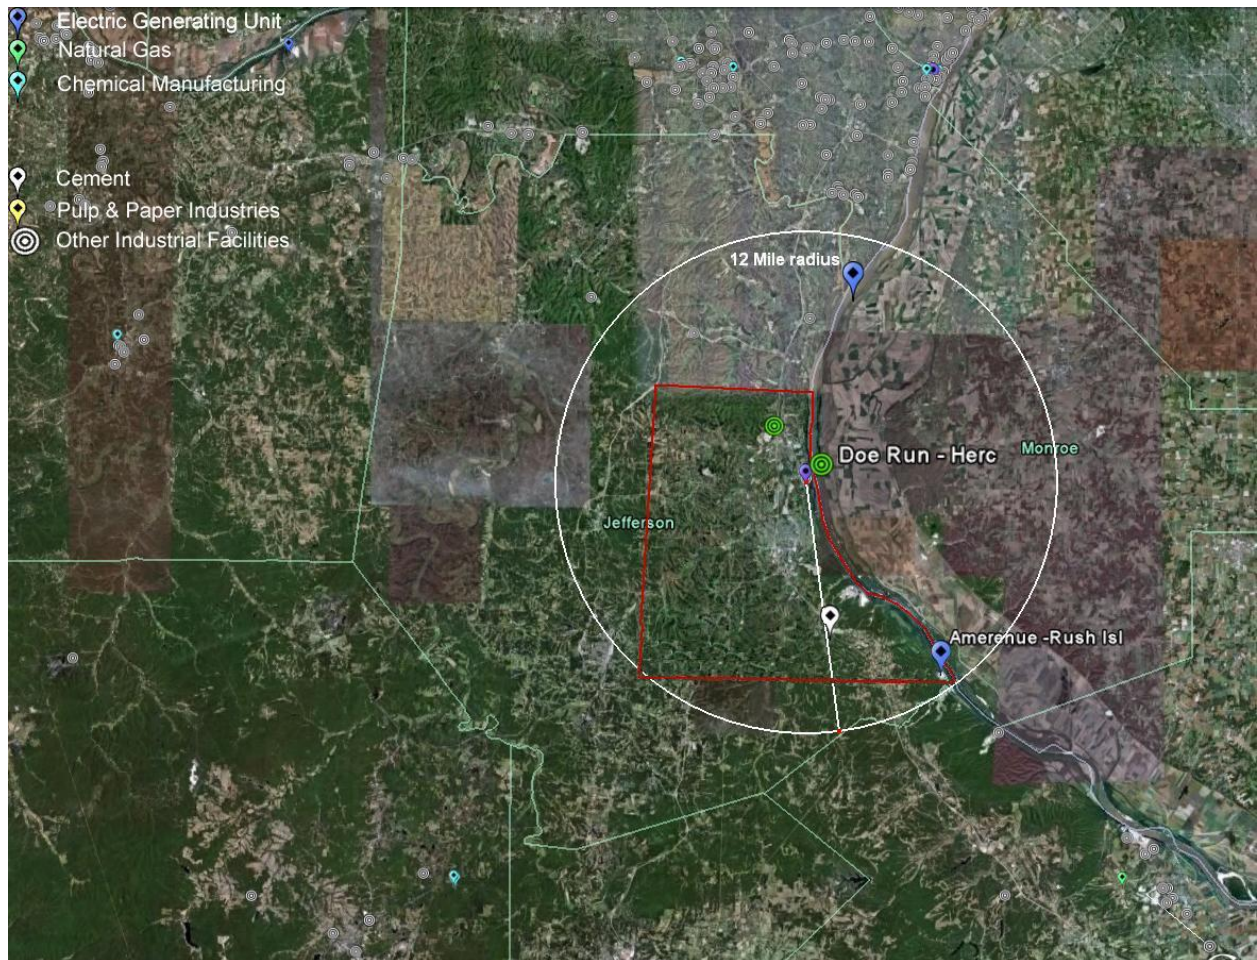 Electric Generating Unit
Natural Gas
Chemical Manufacturing
Cement
Pulp & Paper Industries
Other Industrial Facilities
12 Mile radius
Doe Run - Herc
Monroe
Jefferson
Amerenue -Rush Isl